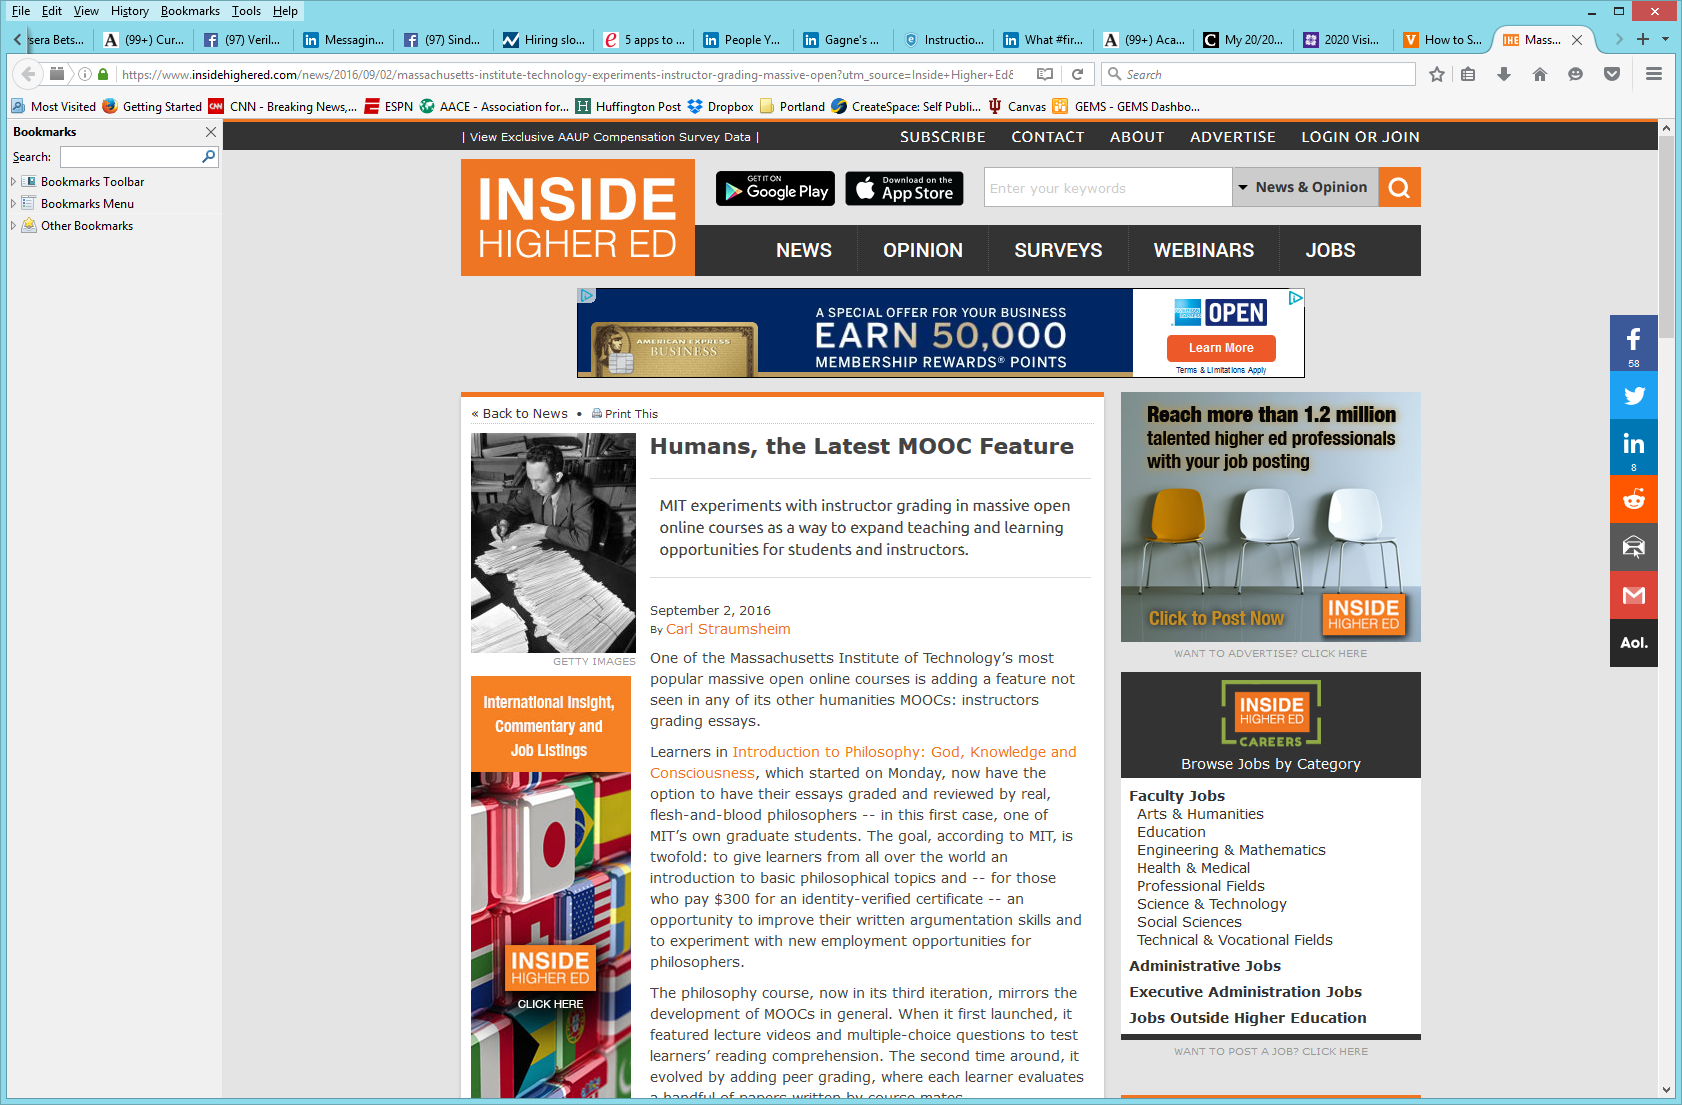 File Edit View History Bookmarks Tools Help
rsera Bets...
(99+) Cur...
(97) Veril...
Messagin...
(97) Sind...
Hiring slo...
5 apps to ...
People Y...
Gagne's ...
Instructio...
What #fir...
(99+) Aca...
My 20/20...
2020 Visi...
How to S...
Mass...
https://www.insidehighered.com/news/2016/09/02/massachusetts-institute-technology-experiments-instructor-grading-massive-open?utm_source=Inside+Higher+Ed&
Search
Most Visited Getting Started CNN - Breaking News,... ESPN AACE - Association for... Huffington Post Dropbox Portland CreateSpace: Self Publi... Canvas GEMS - GEMS Dashbo...
Bookmarks
Search:
Bookmarks Toolbar
Bookmarks Menu
Other Bookmarks
| View Exclusive AAUP Compensation Survey Data |
SUBSCRIBE CONTACT ABOUT ADVERTISE LOGIN OR JOIN
INSIDE
HIGHER ED
GET IT ON
Google Play
Download on the
App Store
Enter your keywords
News & Opinion
NEWS OPINION SURVEYS WEBINARS JOBS
AMERICAN EXPRESS
BUSINESS
A SPECIAL OFFER FOR YOUR BUSINESS
EARN 50,000
MEMBERSHIP REWARDS® POINTS
OPEN
Learn More
Terms & Limitations Apply
58
8
Aol.
« Back to News • Print This
Humans, the Latest MOOC Feature
MIT experiments with instructor grading in massive open
online courses as a way to expand teaching and learning
opportunities for students and instructors.
GETTY IMAGES
September 2, 2016
By Carl Straumsheim
One of the Massachusetts Institute of Technology's most
popular massive open online courses is adding a feature not
seen in any of its other humanities MOOCs: instructors
grading essays.
Learners in Introduction to Philosophy: God, Knowledge and
Consciousness, which started on Monday, now have the
option to have their essays graded and reviewed by real,
flesh-and-blood philosophers -- in this first case, one of
MIT's own graduate students. The goal, according to MIT, is
twofold: to give learners from all over the world an
introduction to basic philosophical topics and -- for those
who pay $300 for an identity-verified certificate -- an
opportunity to improve their written argumentation skills and
to experiment with new employment opportunities for
philosophers.
The philosophy course, now in its third iteration, mirrors the
development of MOOCs in general. When it first launched, it
featured lecture videos and multiple-choice questions to test
learners' reading comprehension. The second time around, it
evolved by adding peer grading, where each learner evaluates
a handful of papers written by course mates.
International Insight,
Commentary and
Job Listings
INSIDE
HIGHER ED
CLICK HERE
Reach more than 1.2 million
talented higher ed professionals
with your job posting
Click to Post Now
INSIDE
HIGHER ED
WANT TO ADVERTISE? CLICK HERE
INSIDE
HIGHER ED
CAREERS
Browse Jobs by Category
Faculty Jobs
Arts & Humanities
Education
Engineering & Mathematics
Health & Medical
Professional Fields
Science & Technology
Social Sciences
Technical & Vocational Fields
Administrative Jobs
Executive Administration Jobs
Jobs Outside Higher Education
WANT TO POST A JOB? CLICK HERE